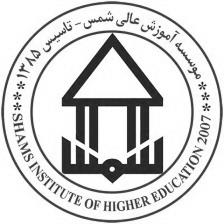 موسسه آموزش عالی شمس - تاسیس ۱۳۸۵
SHAMS INSTITUTE OF HIGHER EDUCATION 2007